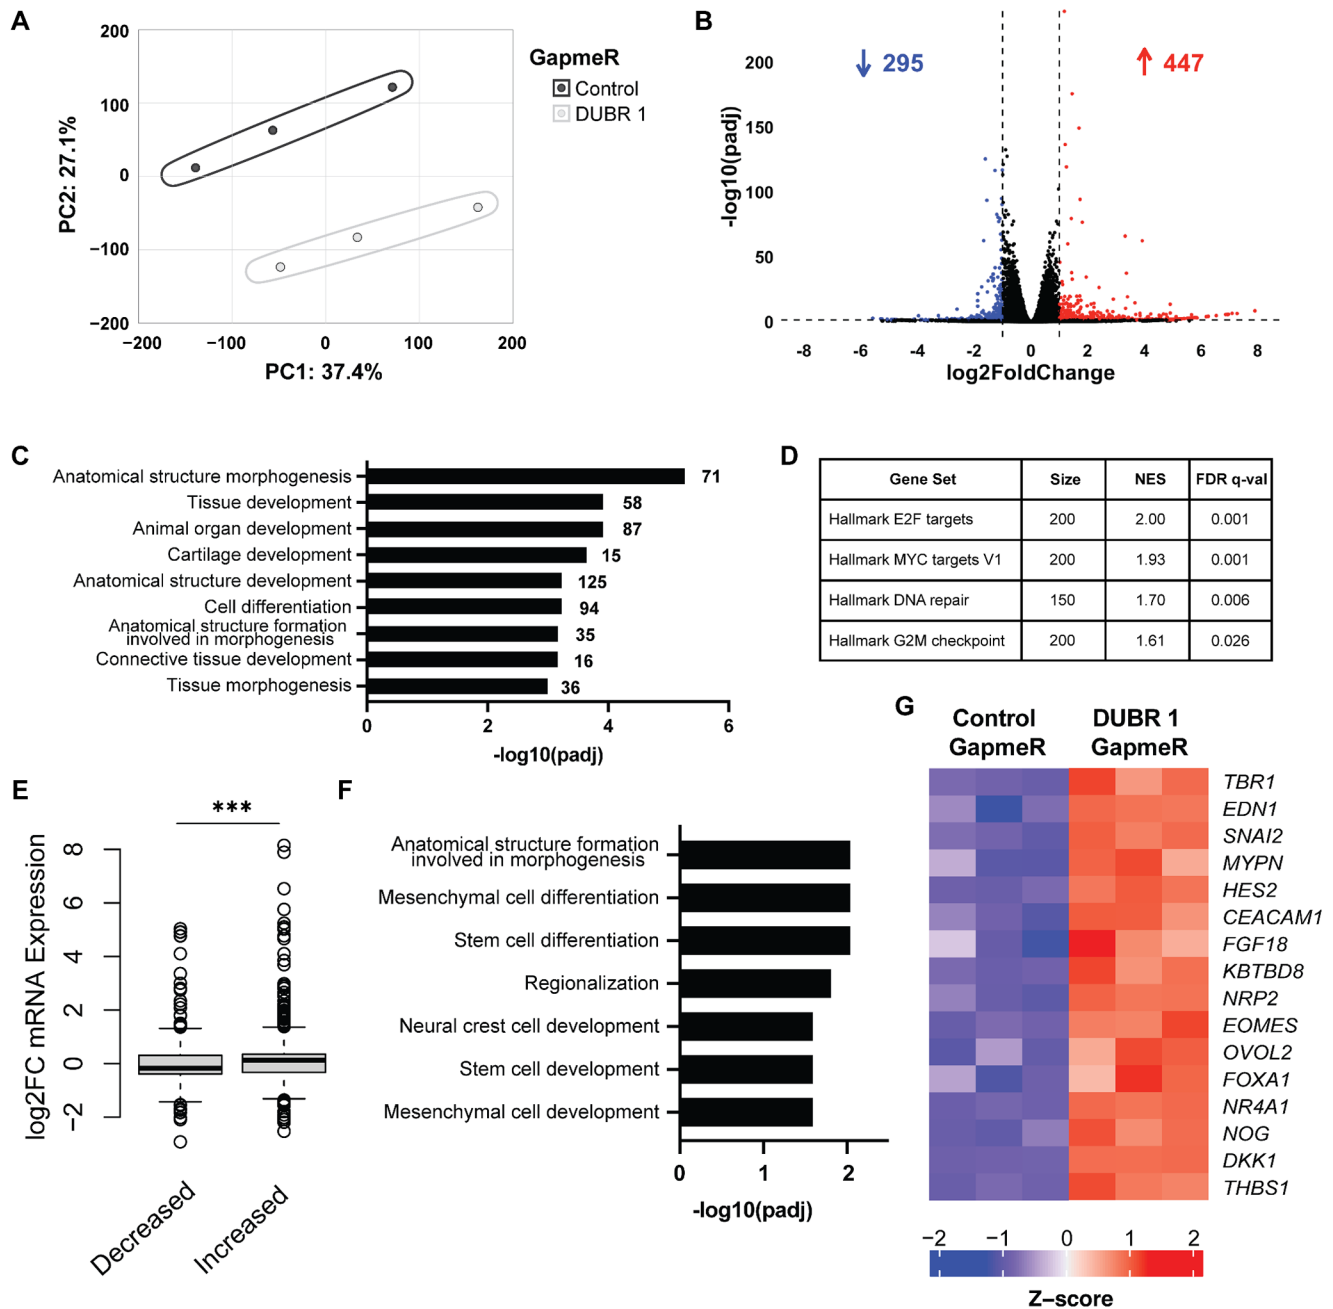 A
200
100
0
−100
−200
−200
−100
0
100
200
PC2: 27.1%
PC1: 37.4%
GapmeR
Control
DUBR 1
B
295
447
200
150
100
50
0
-log10(padj)
-8
-6
-4
-2
0
2
4
6
8
log2FoldChange
C
Anatomical structure morphogenesis 71
Tissue development 58
Animal organ development 87
Cartilage development 15
Anatomical structure development 125
Cell differentiation 94
Anatomical structure formation
involved in morphogenesis 35
Connective tissue development 16
Tissue morphogenesis 36
0 2 4 6
-log10(padj)
D
Gene Set Size NES FDR q-val
Hallmark E2F targets 200 2.00 0.001
Hallmark MYC targets V1 200 1.93 0.001
Hallmark DNA repair 150 1.70 0.006
Hallmark G2M checkpoint 200 1.61 0.026
E
***
log2FC mRNA Expression
8
6
4
2
0
−2
Decreased
Increased
F
Anatomical structure formation
involved in morphogenesis
Mesenchymal cell differentiation
Stem cell differentiation
Regionalization
Neural crest cell development
Stem cell development
Mesenchymal cell development
0 1 2
-log10(padj)
G
Control
GapmeR
DUBR 1
GapmeR
TBR1
EDN1
SNAI2
MYPN
HES2
CEACAM1
FGF18
KBTBD8
NRP2
EOMES
OVOL2
FOXA1
NR4A1
NOG
DKK1
THBS1
−2 −1 0 1 2
Z−score